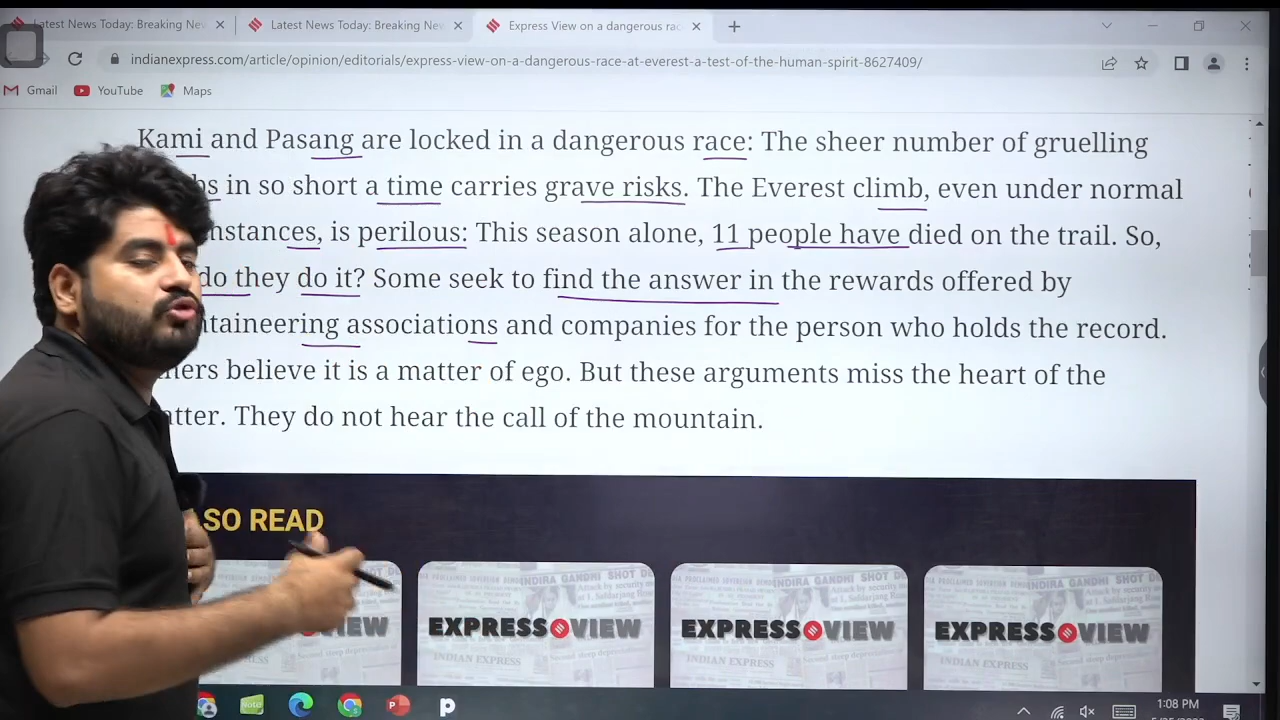 Latest News Today: Breaking Ne
Latest News Today: Breaking Ne
Express View on a dangerous rac
indianexpress.com/article/opinion/editorials/express-view-on-a-dangerous-race-at-everest-a-test-of-the-human-spirit-8627409/
Gmail
YouTube
Maps
Kami and Pasang are locked in a dangerous race: The sheer number of gruelling
bs in so short a time carries grave risks. The Everest climb, even under normal
nstances, is perilous: This season alone, 11 people have died on the trail. So,
do they do it? Some seek to find the answer in the rewards offered by
ntaineering associations and companies for the person who holds the record.
hers believe it is a matter of ego. But these arguments miss the heart of the
atter. They do not hear the call of the mountain.
SO READ
VIEW
EXPRESS VIEW
INDIAN EXPRESS
EXPRESS VIEW
INDIAN EXPRESS
EXPRESS VIEW
INDIAN EXPRESS
INDIRA GANDHI SHOT
INDIRA GANDHI SHOT
INDIRA GANDHI SHOT
1:08 PM